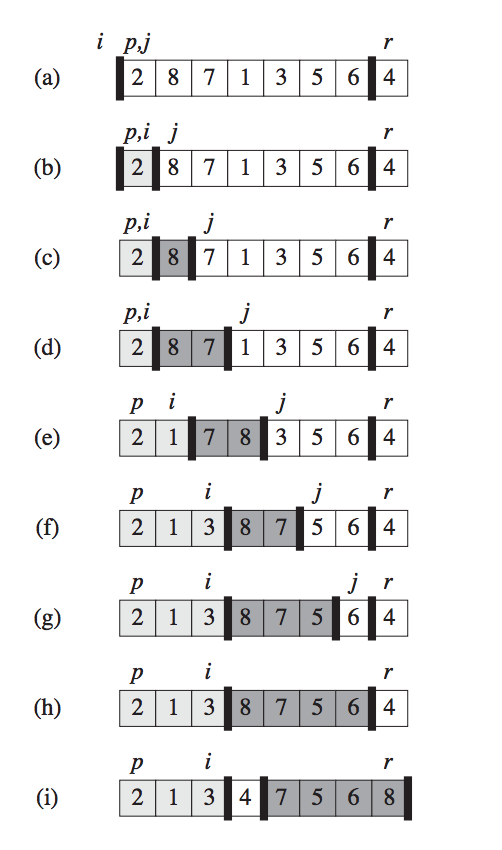 i p,j r
(a) 2 8 7 1 3 5 6 4
p,i j r
(b) 2 8 7 1 3 5 6 4
p,i j r
(c) 2 8 7 1 3 5 6 4
p,i j r
(d) 2 8 7 1 3 5 6 4
p i j r
(e) 2 1 7 8 3 5 6 4
p i j r
(f) 2 1 3 8 7 5 6 4
p i j r
(g) 2 1 3 8 7 5 6 4
p i r
(h) 2 1 3 8 7 5 6 4
p i r
(i) 2 1 3 4 7 5 6 8